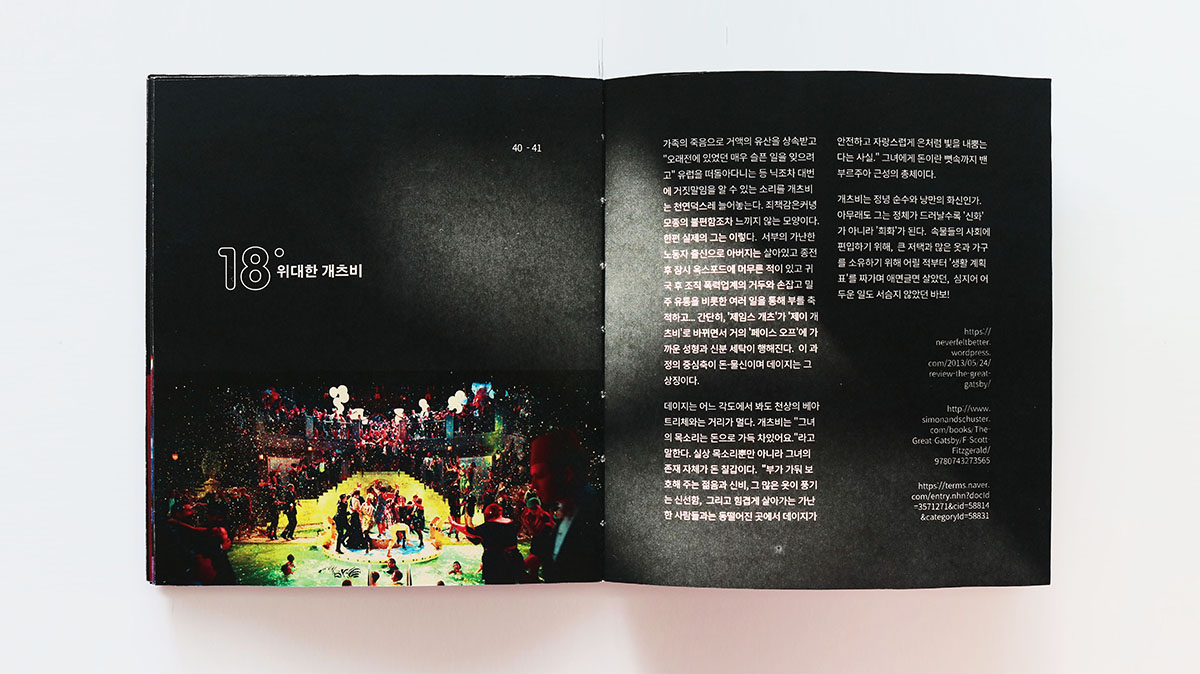 40 - 41
18° 위대한 개츠비
가족의 죽음으로 거액의 유산을 상속받고
"오래전에 있었던 매우 슬픈 일을 잊으려
고" 유럽을 떠돌아다니는 등 닉조차 대번
에 거짓말임을 알 수 있는 소리를 개츠비
는 천연덕스레 늘어놓는다. 죄책감은커녕
모종의 불편함조차 느끼지 않는 모양이다.
한편 실제의 그는 이렇다. 서부의 가난한
노동자 출신으로 아버지는 살아있고 종전
후 잠시 옥스포드에 머무른 적이 있고 귀
국 후 조직 폭력업계의 거두와 손잡고 밀
주 유통을 비롯한 여러 일을 통해 부를 축
적하고... 간단히, '제임스 개츠'가 '제이 개
츠비'로 바뀌면서 거의 '페이스 오프'에 가
까운 성형과 신분 세탁이 행해진다. 이 과
정의 중심축이 돈-물신이며 데이지는 그
상징이다.
데이지는 어느 각도에서 봐도 천상의 베아
트리체와는 거리가 멀다. 개츠비는 "그녀
의 목소리는 돈으로 가득 차있어요."라고
말한다. 실상 목소리뿐만 아니라 그녀의
존재 자체가 돈 칠갑이다. "부가 가둬 보
호해 주는 젊음과 신비, 그 많은 옷이 풍기
는 신선함, 그리고 힘겹게 살아가는 가난
한 사람들과는 동떨어진 곳에서 데이지가
안전하고 자랑스럽게 은처럼 빛을 내뿜는
다는 사실." 그녀에게 돈이란 뼛속까지 밴
부르주아 근성의 총체이다.
개츠비는 정녕 순수와 낭만의 화신인가.
아무래도 그는 정체가 드러날수록 '신화'
가 아니라 '희화'가 된다. 속물들의 사회에
편입하기 위해, 큰 저택과 많은 옷과 가구
를 소유하기 위해 어릴 적부터 '생활 계획
표'를 짜가며 애면글면 살았던, 심지어 어
두운 일도 서슴지 않았던 바보!
https://
neverfeltbetter.
wordpress.
com/2013/05/24/
review-the-great-
gatsby/
http://www.
simonandschuster.
com/books/The-
Great-Gatsby/F-Scott-
Fitzgerald/
9780743273565
https://terms.naver.
com/entry.nhn?docId
=3571271&cid=58814
&categoryId=58831